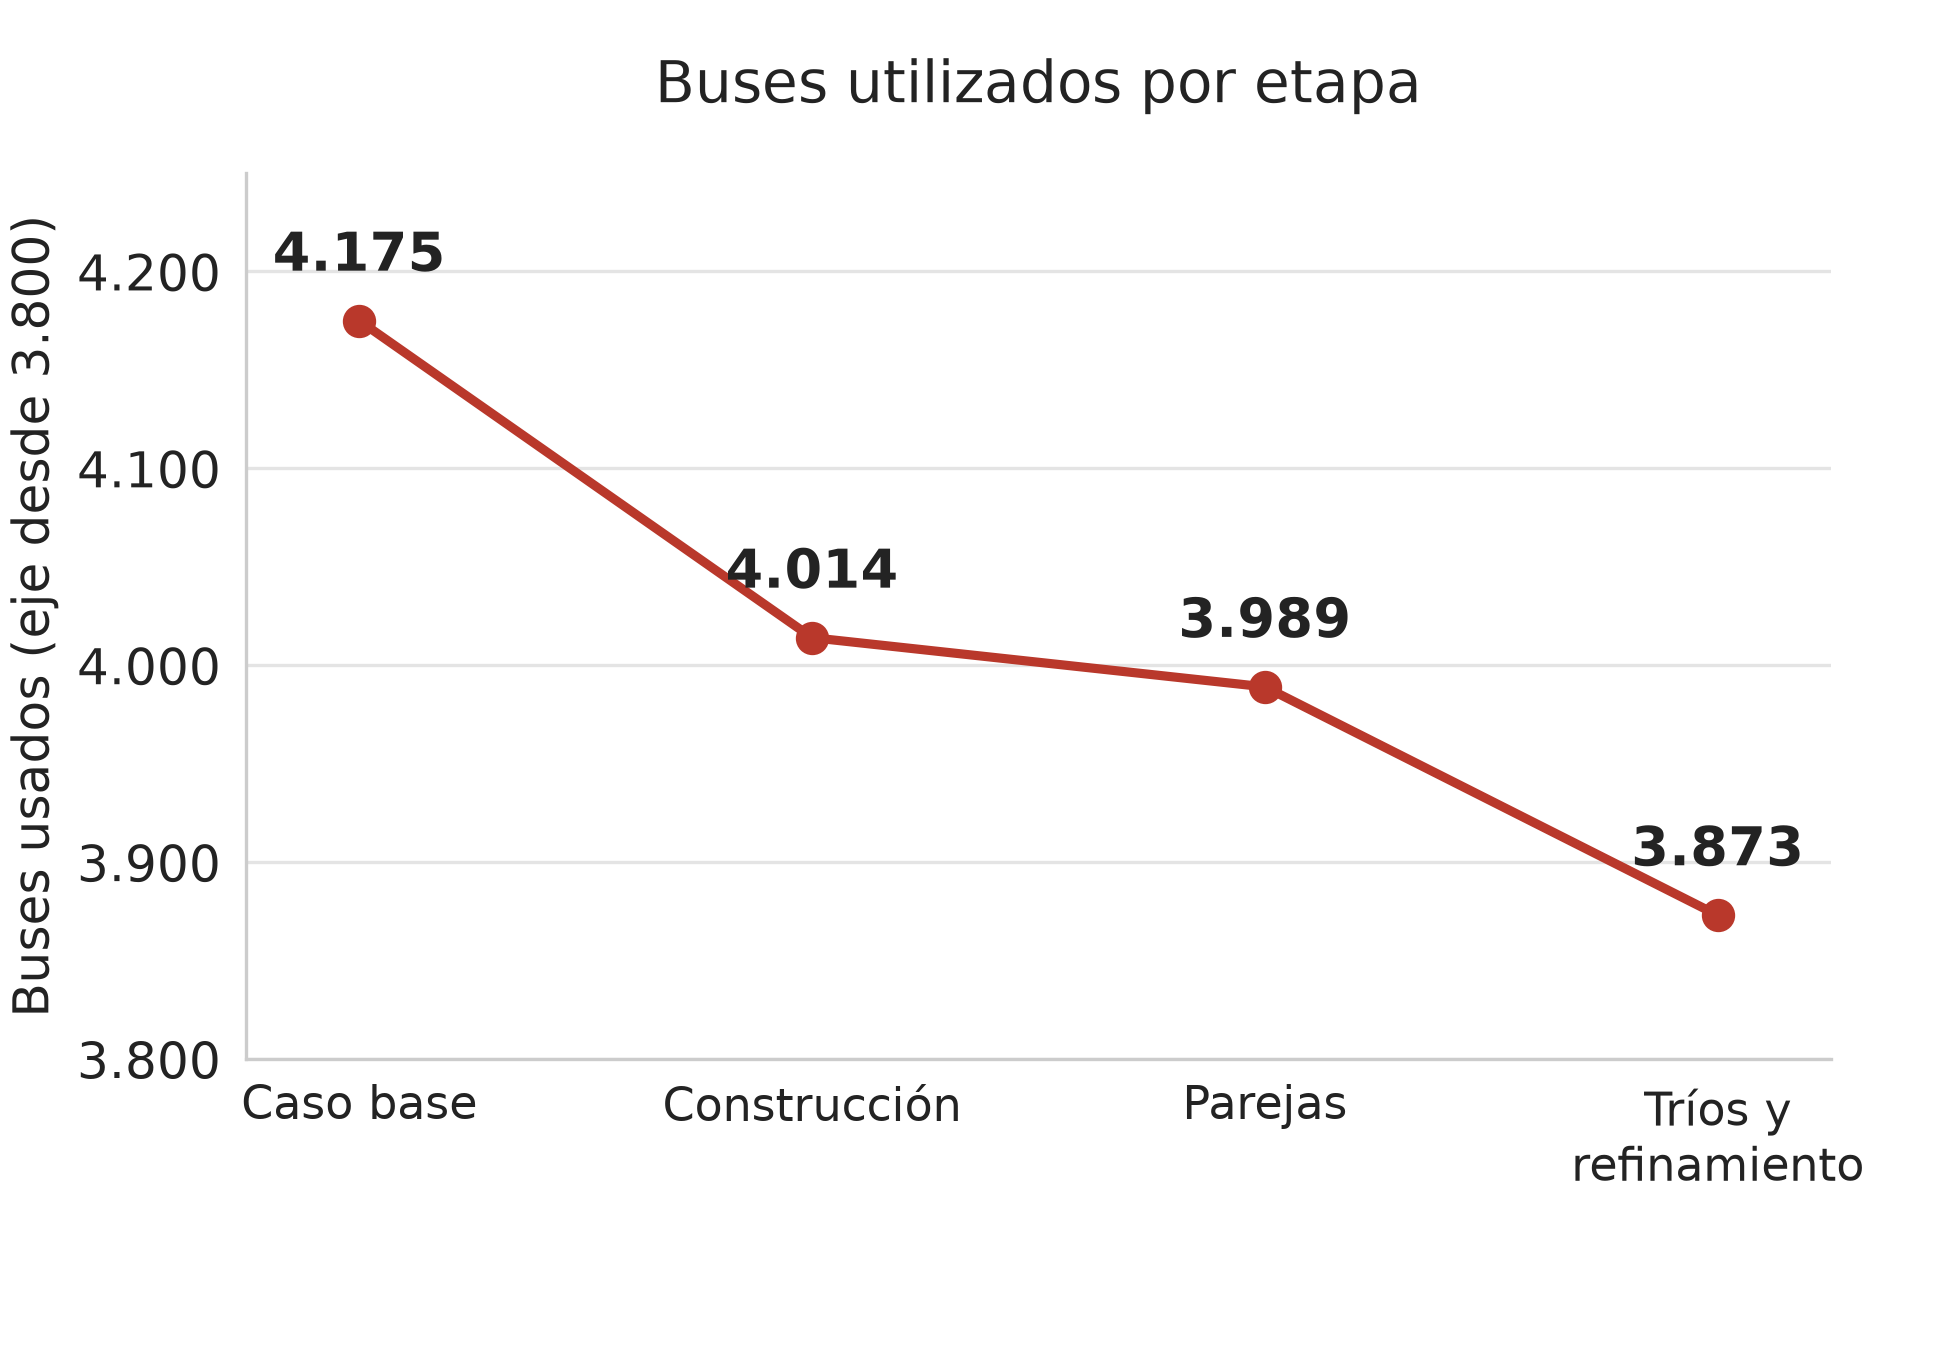 Buses utilizados por etapa
Buses usados (eje desde 3.800)
4.200
4.100
4.000
3.900
3.800
4.175
4.014
3.989
3.873
Caso base
Construcción
Parejas
Tríos y
refinamiento